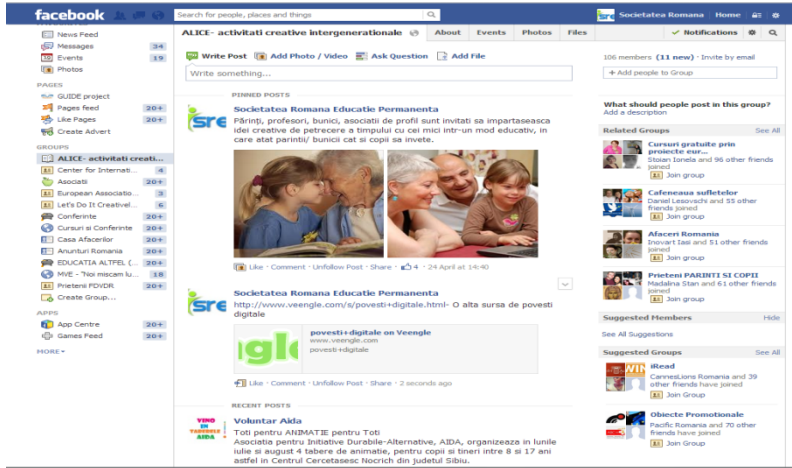 facebook
Search for people, places and things
Societatea Romana
Home
News Feed
Messages 34
Events 19
Photos
PAGES
GUIDE project
Pages feed 20+
Like Pages 20+
Create Advert
GROUPS
ALICE- activitati creati...
Center for Internati... 4
Asociatii 20+
European Associatio... 3
Let's Do It Creativel... 6
Conferinte 20+
Cursuri si Conferinte 20+
Casa Afacerilor 20+
Anunturi Romania 20+
EDUCATIA ALTFEL (... 20+
MVE - "Noi miscam lu... 18
Prieteni PDVDR 20+
Create Group...
APPS
App Centre 20+
Games Feed 20+
MORE
ALICE- activitati creative intergenerationale
About
Events
Photos
Files
Notifications
Write Post
Add Photo / Video
Ask Question
Add File
Write something...
PINNED POSTS
sre
Societatea Romana Educatie Permanenta
Părinţi, profesori, bunici, asociatii de profil sunt invitati sa impartaseasca
idei creative de petrecere a timpului cu cei mici intr-un mod educativ, in
care atat parintii/ bunicii cat si copii sa invete.
Like · Comment · Unfollow Post · Share · 4 · 24 April at 14:40
sre
Societatea Romana Educatie Permanenta
http://www.veengle.com/s/povesti+digitale.html- O alta sursa de povesti
digitale
ngle
povesti+digitale on Veengle
www.veengle.com
povesti+digitale
Like · Comment · Unfollow Post · Share · 2 seconds ago
RECENT POSTS
VINO
IN
TABERELE
AIDA
Voluntar Aida
Toti pentru ANIMATIE pentru Toti
Asociatia pentru Initiative Durabile-Alternative, AIDA, organizeaza in lunile
iulie si august 4 tabere de animatie, pentru copii si tineri intre 8 si 17 ani
astfel in Centrul Cercetasesc Nocrich din judetul Sibiu.
106 members (11 new) · Invite by email
+ Add people to Group
What should people post in this group?
Add a description
Related Groups
See All
Cursuri gratuite prin
proiecte eur...
Stoian Ionela and 96 other friends
joined
Join group
Cafeneaua sufletelor
Daniel Lesovschi and 55 other
friends joined
Join group
Afaceri Romania
Inovart Iasi and 51 other friends
joined
Join group
Prieteni PARINTI SI COPII
Madalina Stan and 61 other friends
joined
Join group
Suggested Members
Hide
See All Suggestions
Suggested Groups
See All
iRead
CannesLions Romania and 39
other friends have joined
Join Group
Obiecte Promotionale
Pacific Romania and 70 other
friends have joined
Join Group